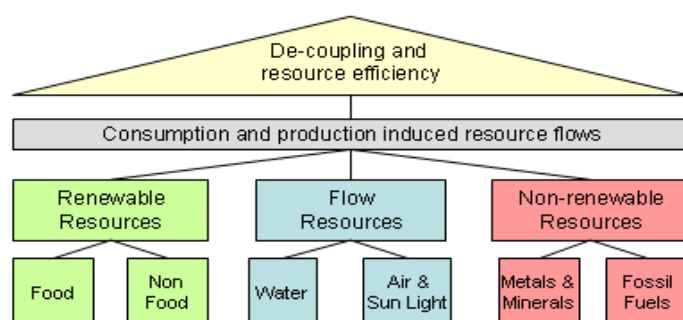 De-coupling and
resource efficiency
Consumption and production induced resource flows
Renewable
Resources
Flow
Resources
Non-renewable
Resources
Food
Non
Food
Water
Air &
Sun Light
Metals &
Minerals
Fossil
Fuels